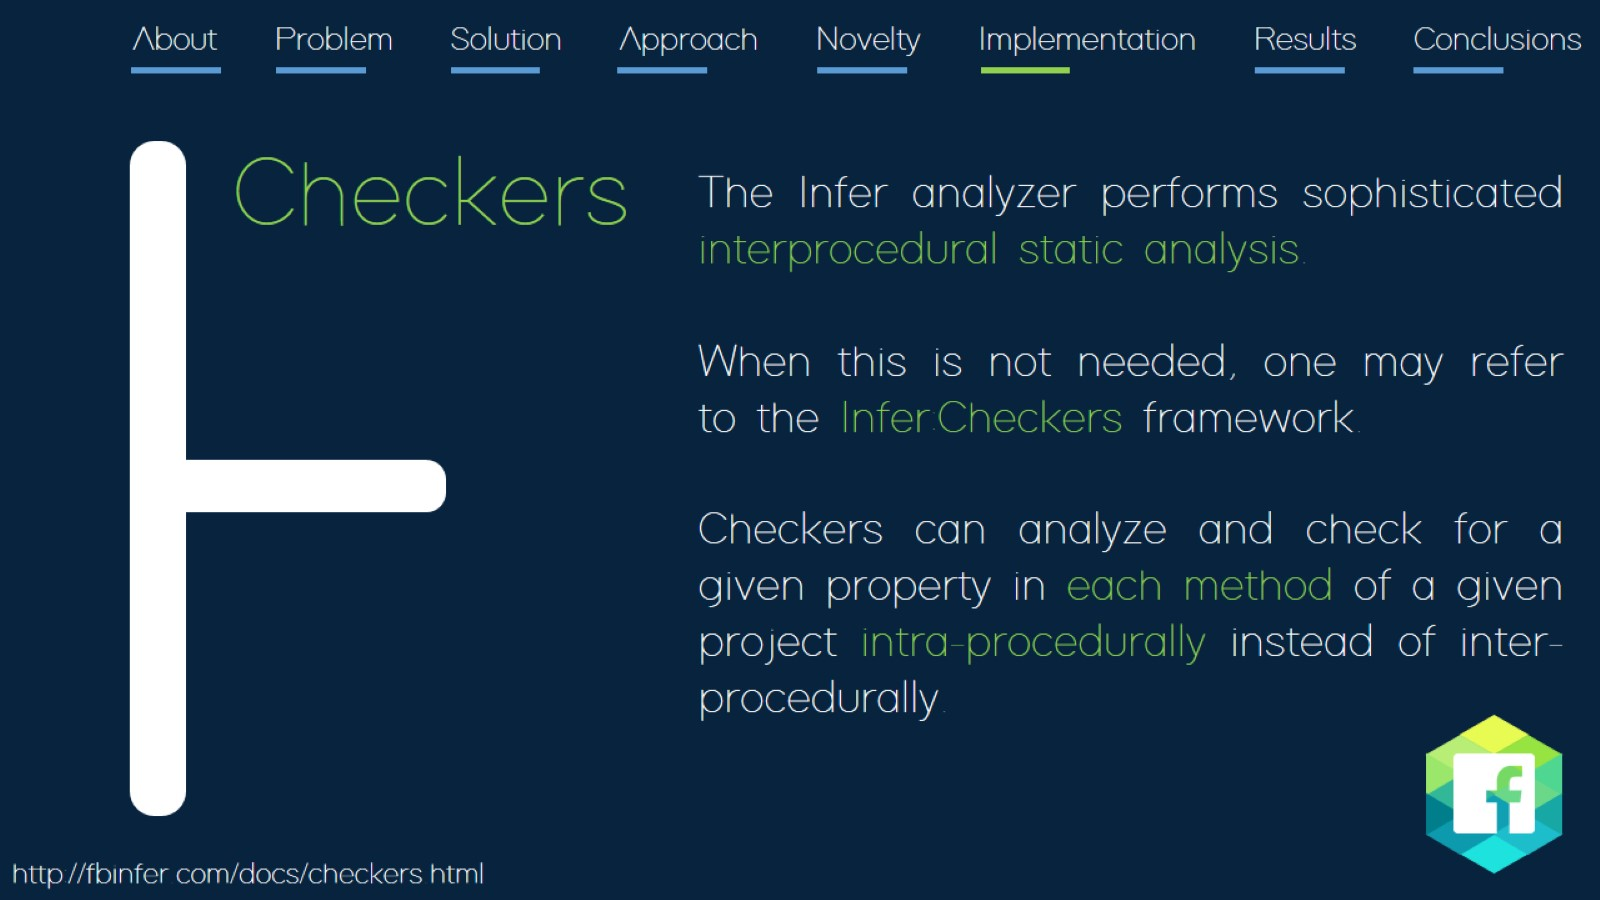 About Problem Solution Approach Novelty Implementation Results Conclusions
Checkers
The Infer analyzer performs sophisticated
interprocedural static analysis.
When this is not needed, one may refer
to the Infer:Checkers framework.
Checkers can analyze and check for a
given property in each method of a given
project intra-procedurally instead of inter-
procedurally.
http://fbinfer.com/docs/checkers.html